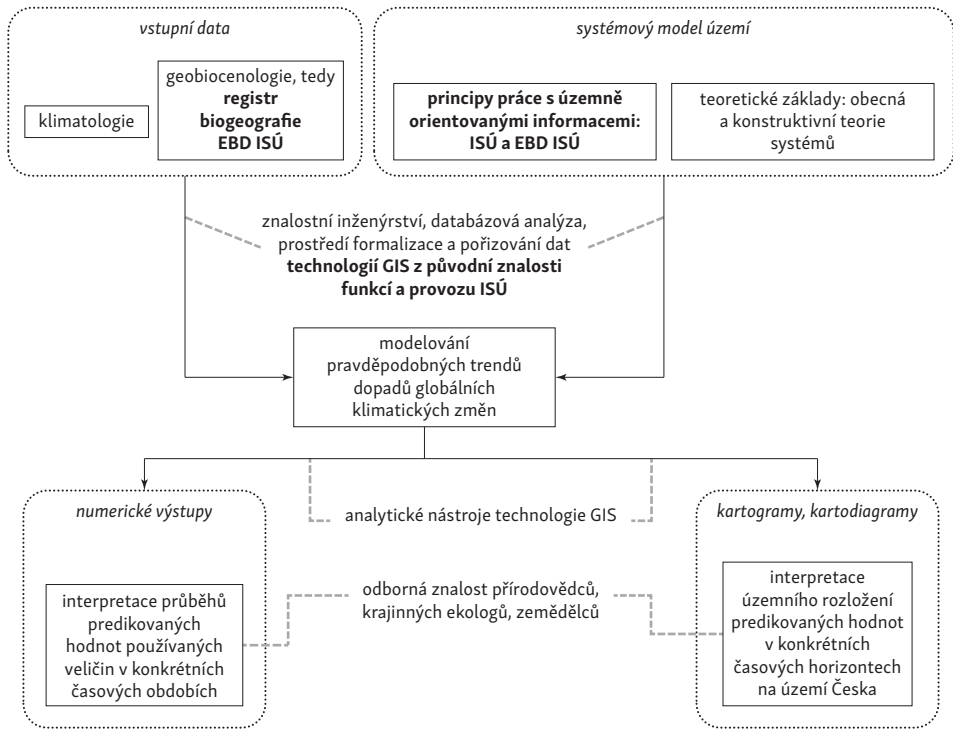 vstupní data
klimatologie
geobiocenologie, tedy
registr
biogeografie
EBD ISÚ
systémový model území
principy práce s územně
orientovanými informacemi:
ISÚ a EBD ISÚ
teoretické základy: obecná
a konstruktivní teorie
systémů
znalostní inženýrství, databázová analýza,
prostředí formalizace a pořizování dat
technologií GIS z původní znalosti
funkcí a provozu ISÚ
modelování
pravděpodobných trendů
dopadů globálních
klimatických změn
numerické výstupy
interpretace průběhů
predikovaných
hodnot používaných
veličin v konkrétních
časových obdobích
analytické nástroje technologie GIS
odborná znalost přírodovědců,
krajinných ekologů, zemědělců
kartogramy, kartodiagramy
interpretace
územního rozložení
predikovaných hodnot
v konkrétních
časových horizontech
na území Česka